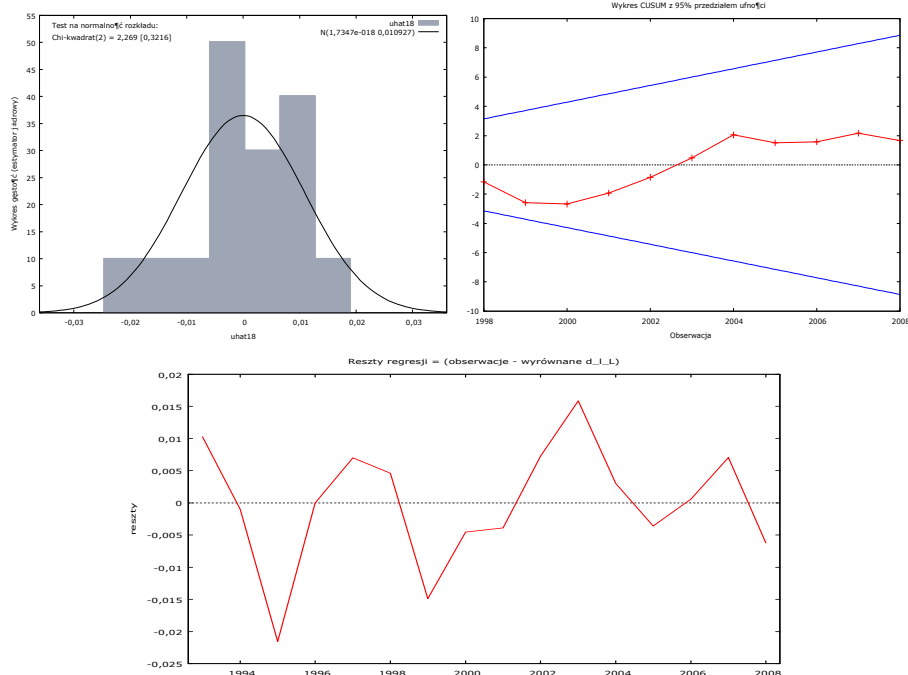 Test na normalno¶ć rozkładu:
Chi-kwadrat(2) = 2,269 [0,3216]
uhat18
N(1,7347e-018 0,010927)
Wykres gęsto¶ć (estymator j±drowy)
55
50
45
40
35
30
25
20
15
10
5
0
-0,03 -0,02 -0,01 0 0,01 0,02 0,03
uhat18
Wykres CUSUM z 95% przedziałem ufno¶ci
10
8
6
4
2
0
-2
-4
-6
-8
-10
1998 2000 2002 2004 2006 2008
Obserwacja
Reszty regresji = (obserwacje - wyrównane d_l_L)
reszty
0,02
0,015
0,01
0,005
0
-0,005
-0,01
-0,015
-0,02
-0,025
1994 1996 1998 2000 2002 2004 2006 2008